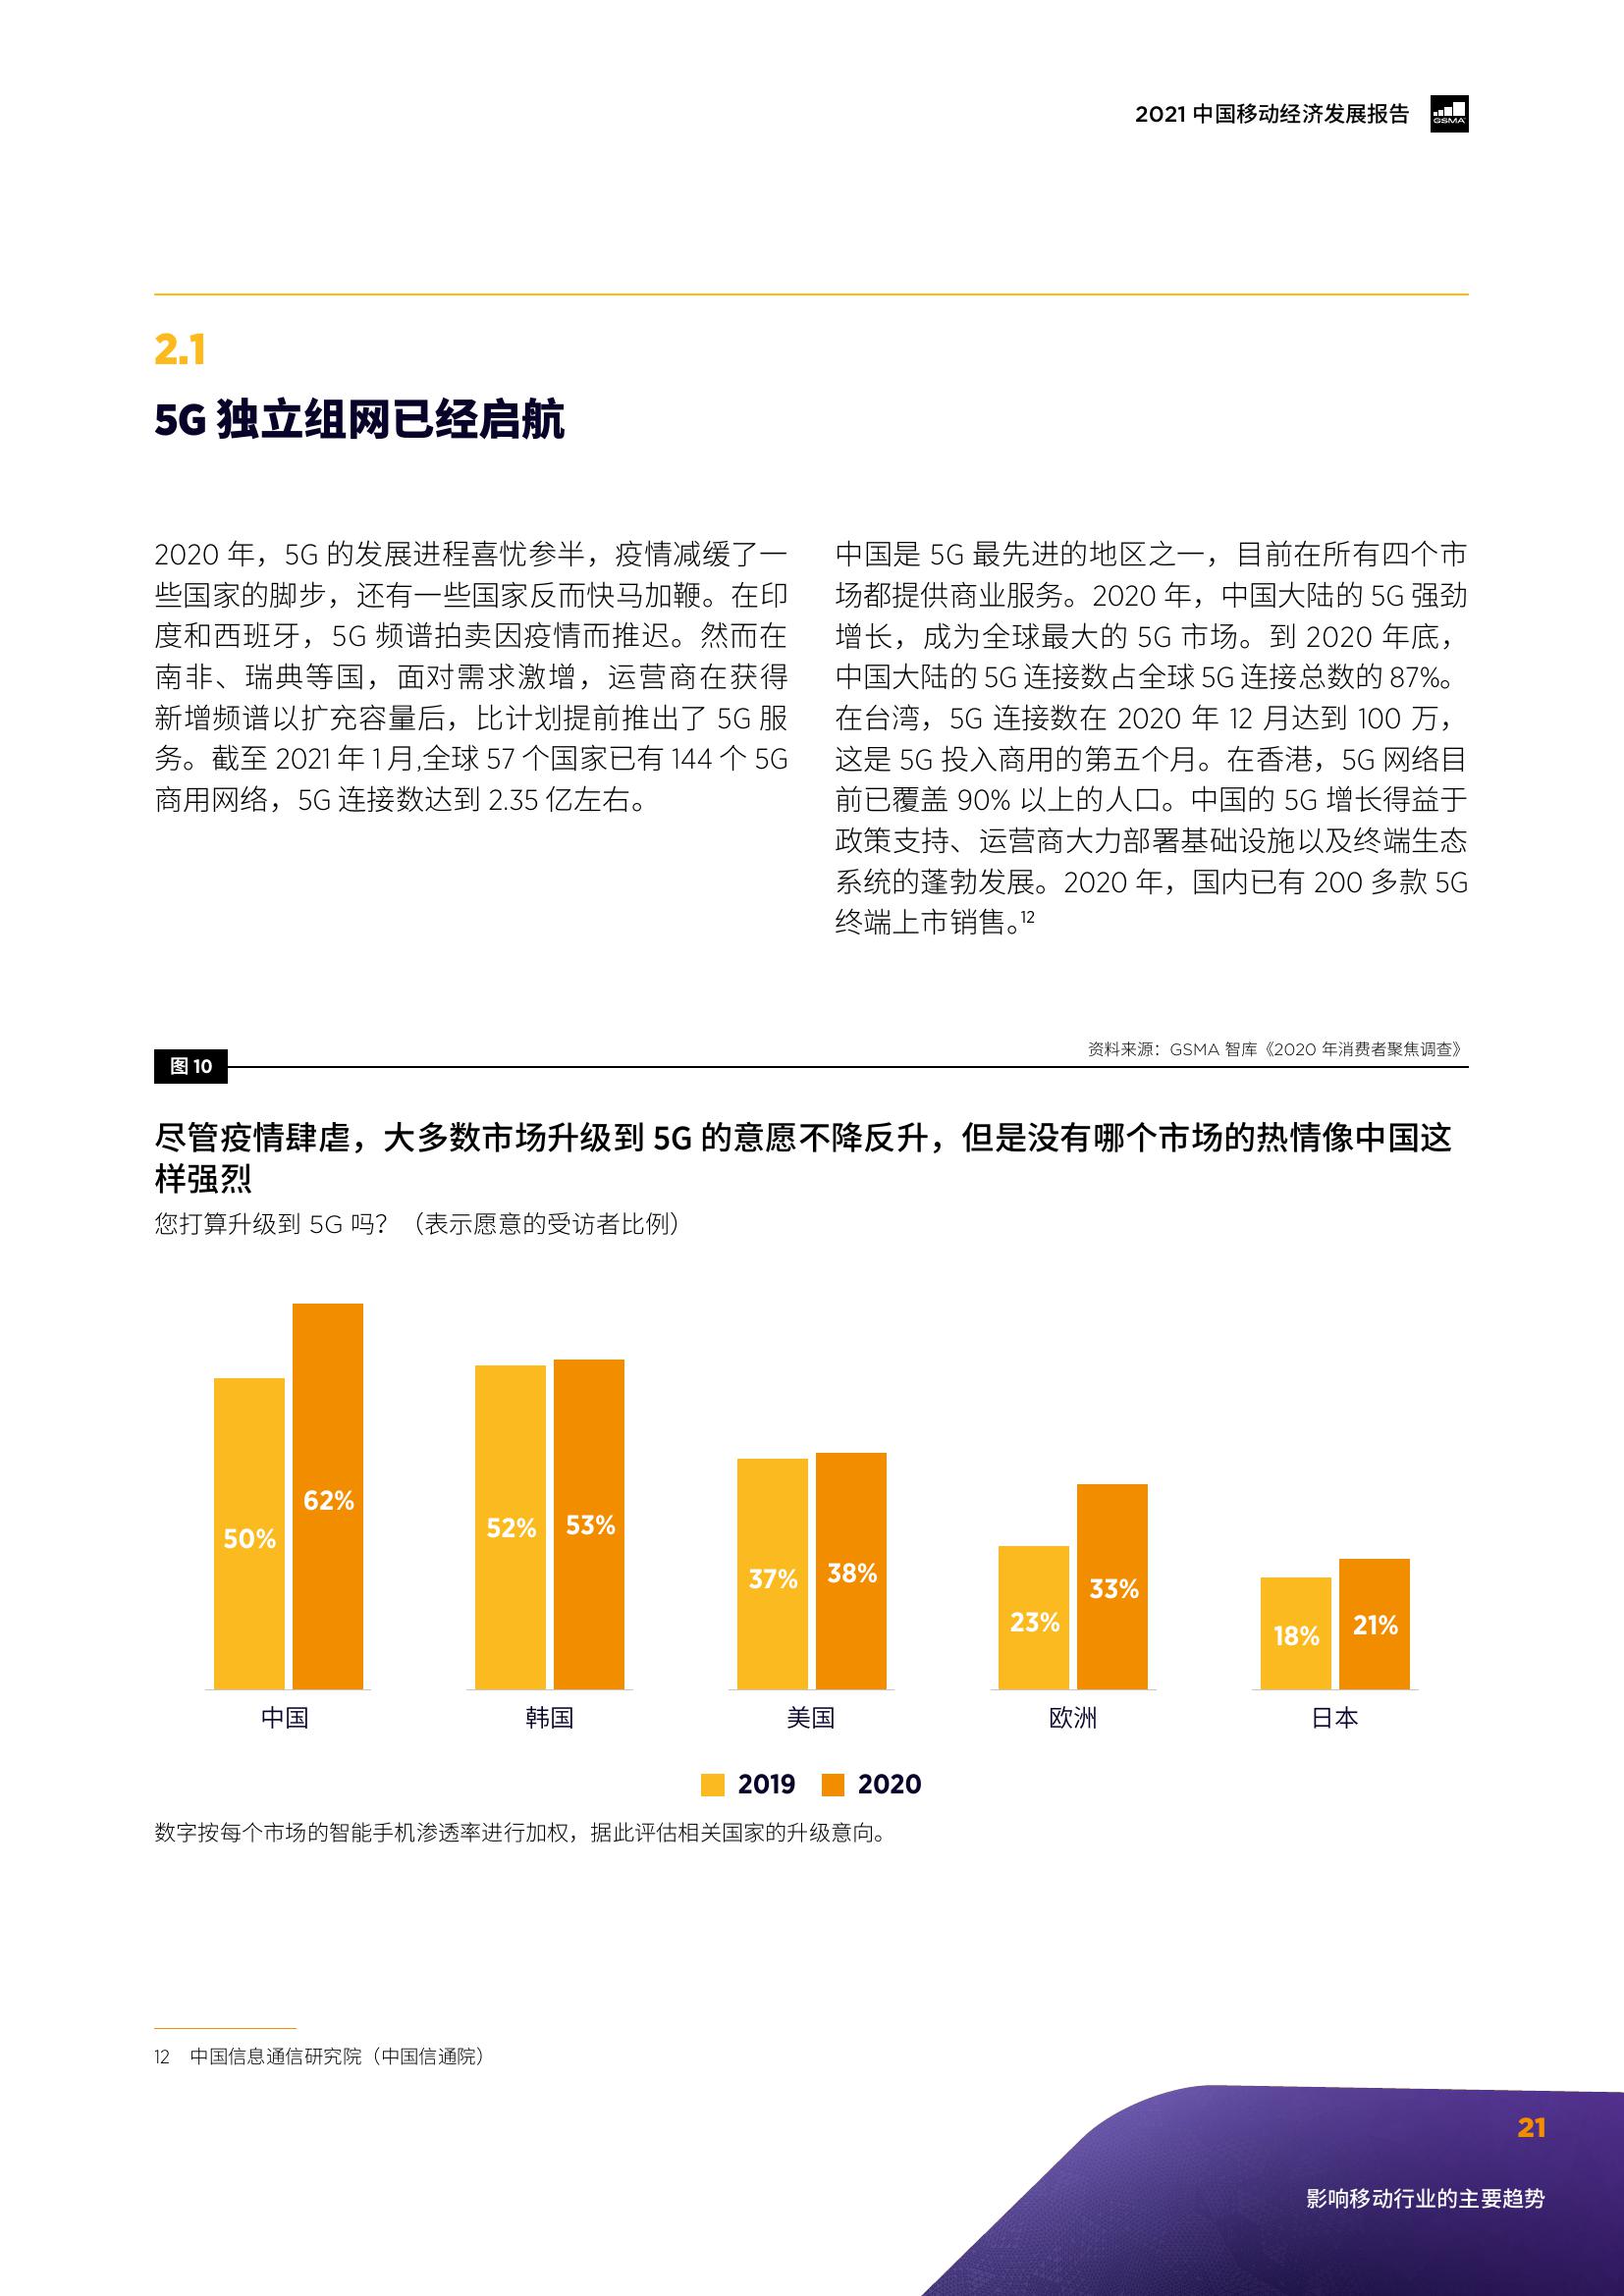 2021 中国移动经济发展报告
GSMA
2.1
5G 独立组网已经启航
2020 年，5G 的发展进程喜忧参半，疫情减缓了一
些国家的脚步，还有一些国家反而快马加鞭。在印
度和西班牙，5G 频谱拍卖因疫情而推迟。然而在
南非、瑞典等国，面对需求激增，运营商在获得
新增频谱以扩充容量后，比计划提前推出了 5G 服
务。截至 2021 年 1 月,全球 57 个国家已有 144 个 5G
商用网络，5G 连接数达到 2.35 亿左右。
中国是 5G 最先进的地区之一，目前在所有四个市
场都提供商业服务。2020 年，中国大陆的 5G 强劲
增长，成为全球最大的 5G 市场。到 2020 年底，
中国大陆的 5G 连接数占全球 5G 连接总数的 87%。
在台湾，5G 连接数在 2020 年 12 月达到 100 万，
这是 5G 投入商用的第五个月。在香港，5G 网络目
前已覆盖 90% 以上的人口。中国的 5G 增长得益于
政策支持、运营商大力部署基础设施以及终端生态
系统的蓬勃发展。2020 年，国内已有 200 多款 5G
终端上市销售。12
资料来源：GSMA 智库《2020 年消费者聚焦调查》
图 10
尽管疫情肆虐，大多数市场升级到 5G 的意愿不降反升，但是没有哪个市场的热情像中国这
样强烈
您打算升级到 5G 吗？（表示愿意的受访者比例）
50% 62% 52% 53% 37% 38% 23% 33% 18% 21%
中国 韩国 美国 欧洲 日本
2019 2020
数字按每个市场的智能手机渗透率进行加权，据此评估相关国家的升级意向。
12 中国信息通信研究院（中国信通院）
21
影响移动行业的主要趋势